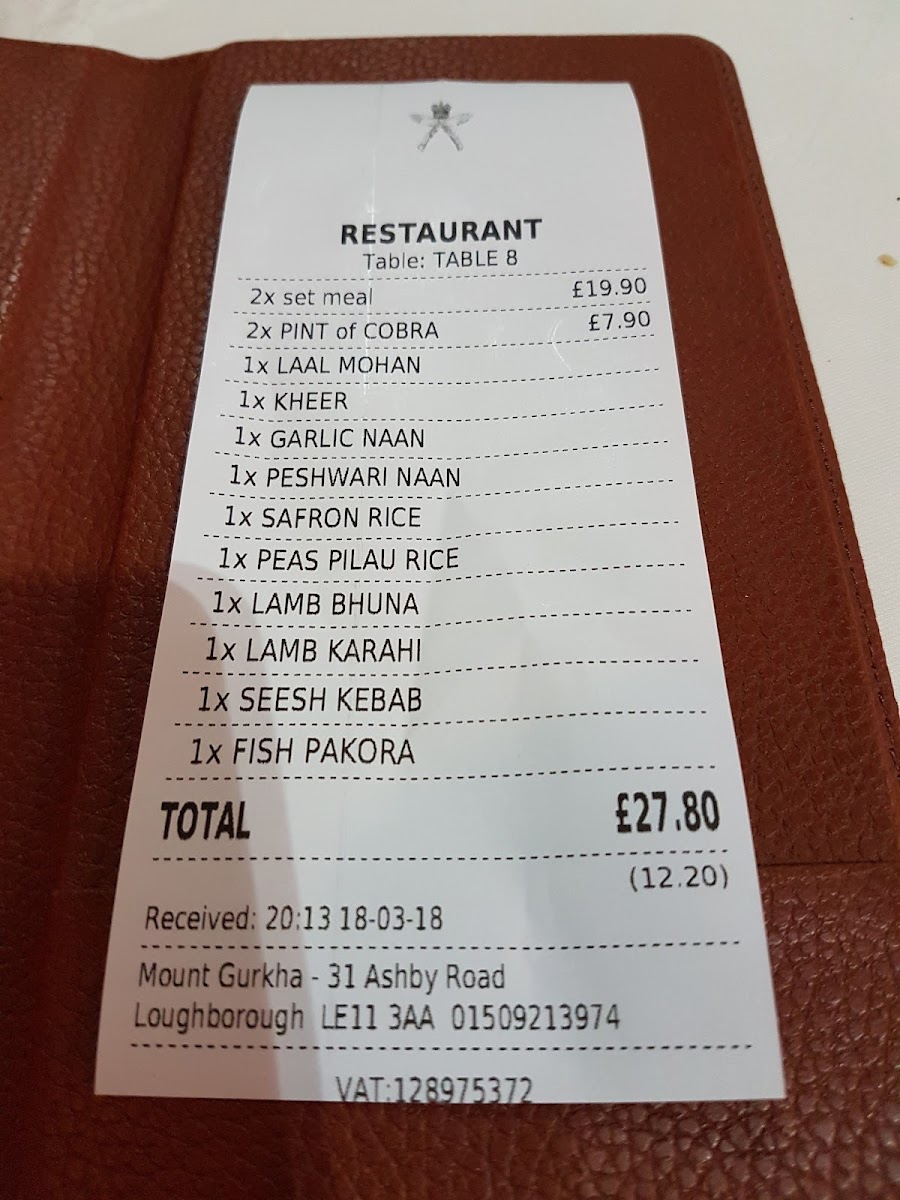 RESTAURANT
Table: TABLE 8
2x set meal £19.90
2x PINT of COBRA £7.90
1x LAAL MOHAN
1x KHEER
1x GARLIC NAAN
1x PESHWARI NAAN
1x SAFRON RICE
1x PEAS PILAU RICE
1x LAMB BHUNA
1x LAMB KARAHI
1x SEESH KEBAB
1x FISH PAKORA
TOTAL £27.80
(12.20)
Received: 20:13 18-03-18
Mount Gurkha - 31 Ashby Road
Loughborough LE11 3AA 01509213974
VAT:128975372